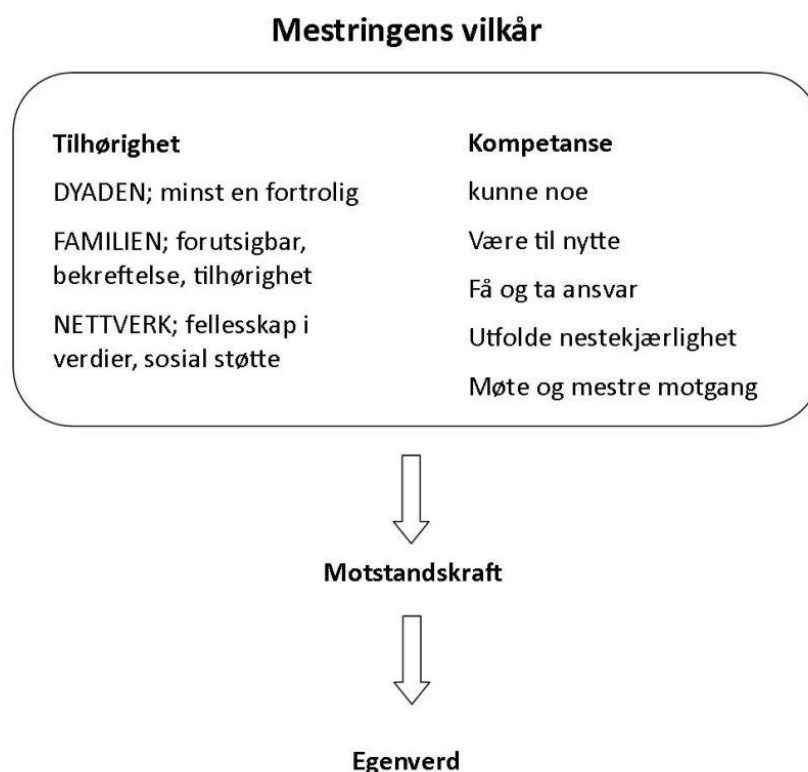 Mestringens vilkår
Tilhørighet
DYADEN; minst en fortrolig
FAMILIEN; forutsigbar,
bekreftelse, tilhørighet
NETTVERK; fellesskap i
verdier, sosial støtte
Kompetanse
kunne noe
Være til nytte
Få og ta ansvar
Utfolde nestekjærlighet
Møte og mestre motgang
Motstandskraft
Egenverd